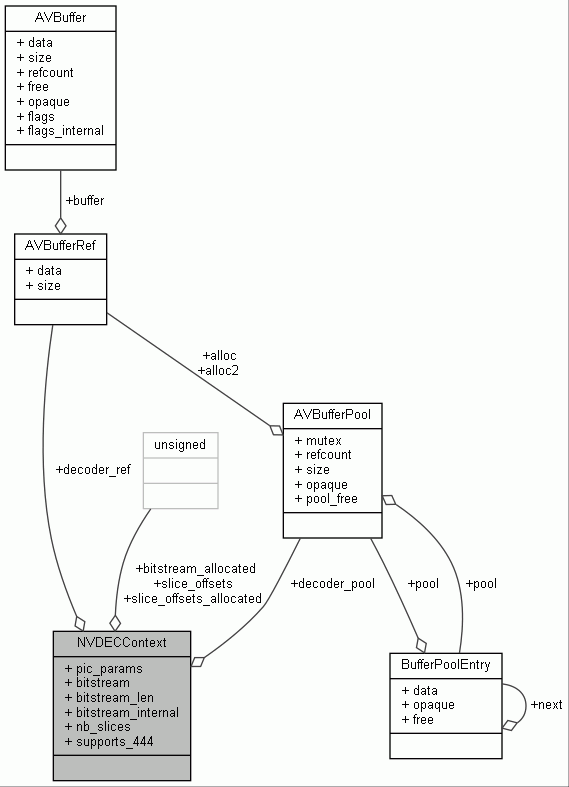 AVBuffer
+ data
+ size
+ refcount
+ free
+ opaque
+ flags
+ flags_internal
+buffer
AVBufferRef
+ data
+ size
+alloc
+alloc2
AVBufferPool
+ mutex
+ refcount
+ size
+ opaque
+ pool_free
unsigned
+decoder_ref
+bitstream_allocated
+slice_offsets
+slice_offsets_allocated
+decoder_pool
+pool
+pool
NVDECContext
+ pic_params
+ bitstream
+ bitstream_len
+ bitstream_internal
+ nb_slices
+ supports_444
BufferPoolEntry
+ data
+ opaque
+ free
+next